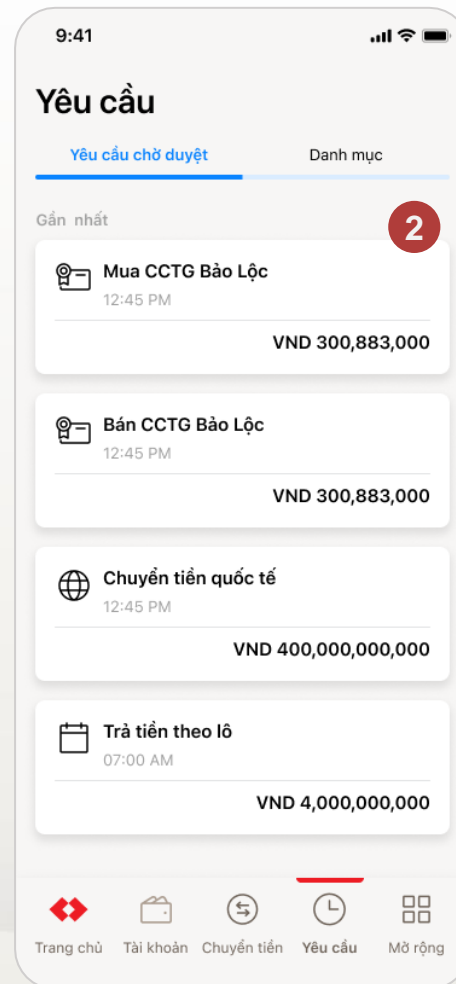 9:41
Yêu cầu
Yêu cầu chờ duyệt
Danh mục
Gần nhất
2
Mua CCTG Bảo Lộc
12:45 PM
VND 300,883,000
Bán CCTG Bảo Lộc
12:45 PM
VND 300,883,000
Chuyển tiền quốc tế
12:45 PM
VND 400,000,000,000
Trả tiền theo lô
07:00 AM
VND 4,000,000,000
Trang chủ
Tài khoản
Chuyển tiền
Yêu cầu
Mở rộng